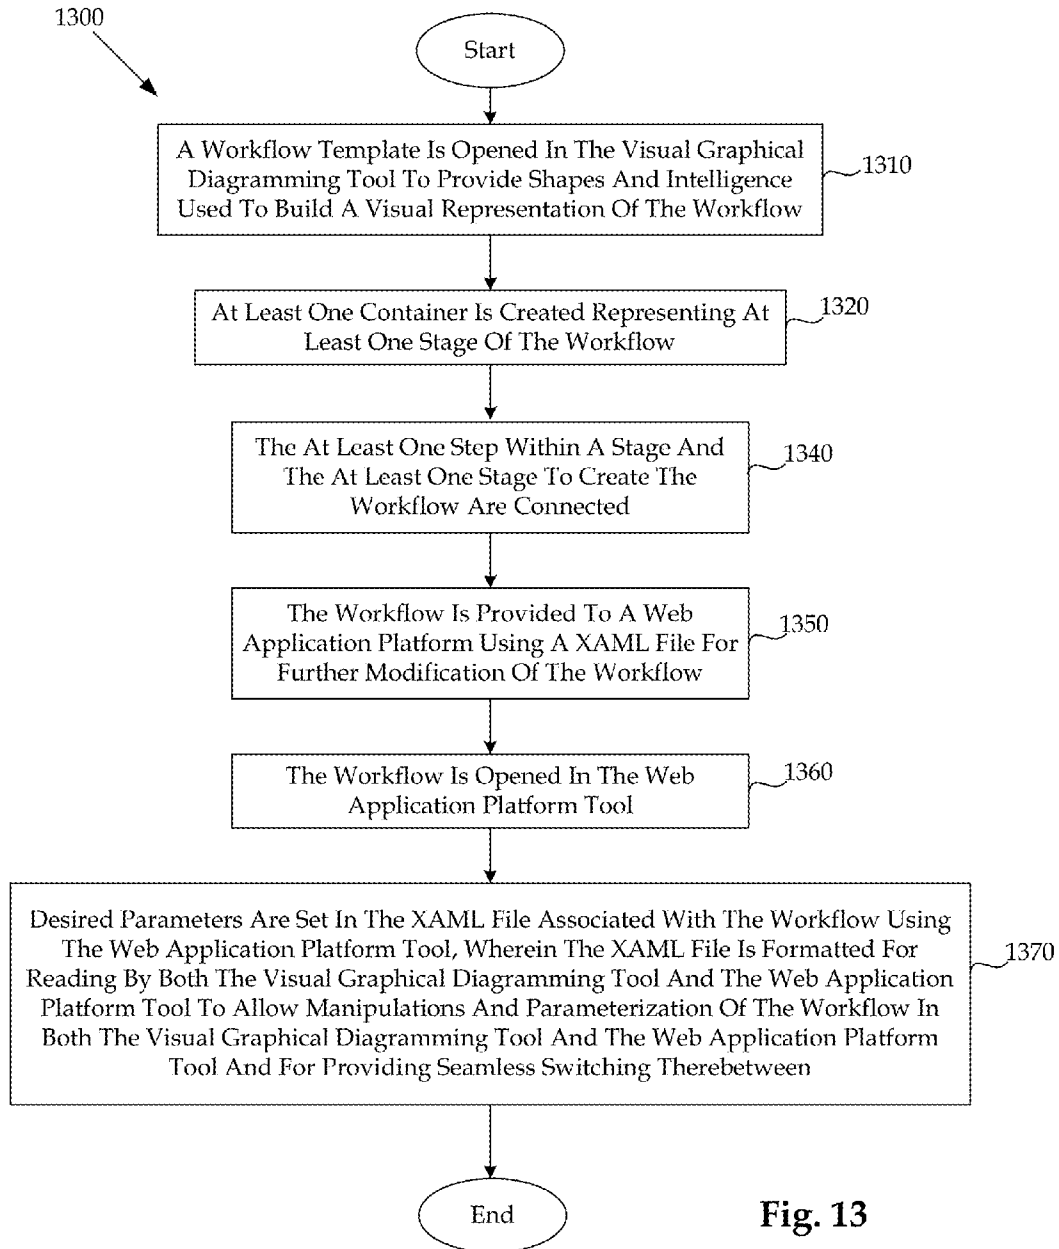 1300
Start
A Workflow Template Is Opened In The Visual Graphical
Diagramming Tool To Provide Shapes And Intelligence
Used To Build A Visual Representation Of The Workflow
1310
At Least One Container Is Created Representing At
Least One Stage Of The Workflow
1320
The At Least One Step Within A Stage And
The At Least One Stage To Create The
Workflow Are Connected
1340
The Workflow Is Provided To A Web
Application Platform Using A XAML File For
Further Modification Of The Workflow
1350
The Workflow Is Opened In The Web
Application Platform Tool
1360
Desired Parameters Are Set In The XAML File Associated With The Workflow Using
The Web Application Platform Tool, Wherein The XAML File Is Formatted For
Reading By Both The Visual Graphical Diagramming Tool And The Web Application
Platform Tool To Allow Manipulations And Parameterization Of The Workflow In
Both The Visual Graphical Diagramming Tool And The Web Application Platform
Tool And For Providing Seamless Switching Therebetween
1370
End
Fig. 13